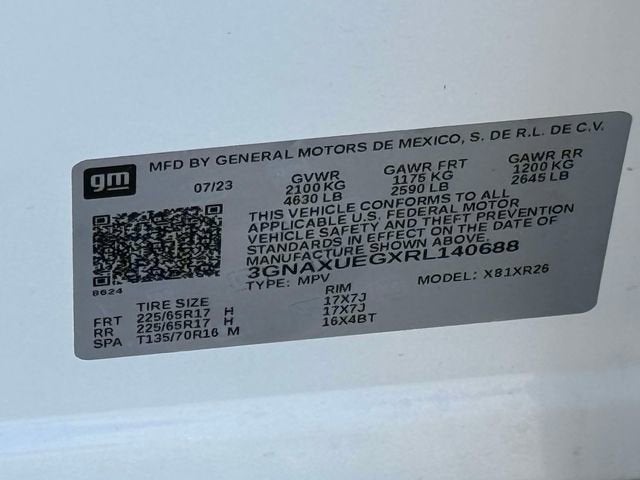 gm
MFD BY GENERAL MOTORS DE MEXICO, S. DE R.L. DE C.V.
07/23 GVWR GAWR FRT GAWR RR
2100 KG 1175 KG 1200 KG
4630 LB 2590 LB 2645 LB
THIS VEHICLE CONFORMS TO ALL
APPLICABLE U.S. FEDERAL MOTOR
VEHICLE SAFETY AND THEFT PREVENTION
STANDARDS IN EFFECT ON THE DATE OF
MANUFACTURE SHOWN ABOVE.
3GNAXUEGXRL140688
TYPE: MPV MODEL: X81XR26
8624
TIRE SIZE RIM
FRT 225/65R17 H 17X7J
RR 225/65R17 H 17X7J
SPA T135/70R16 M 16X4BT